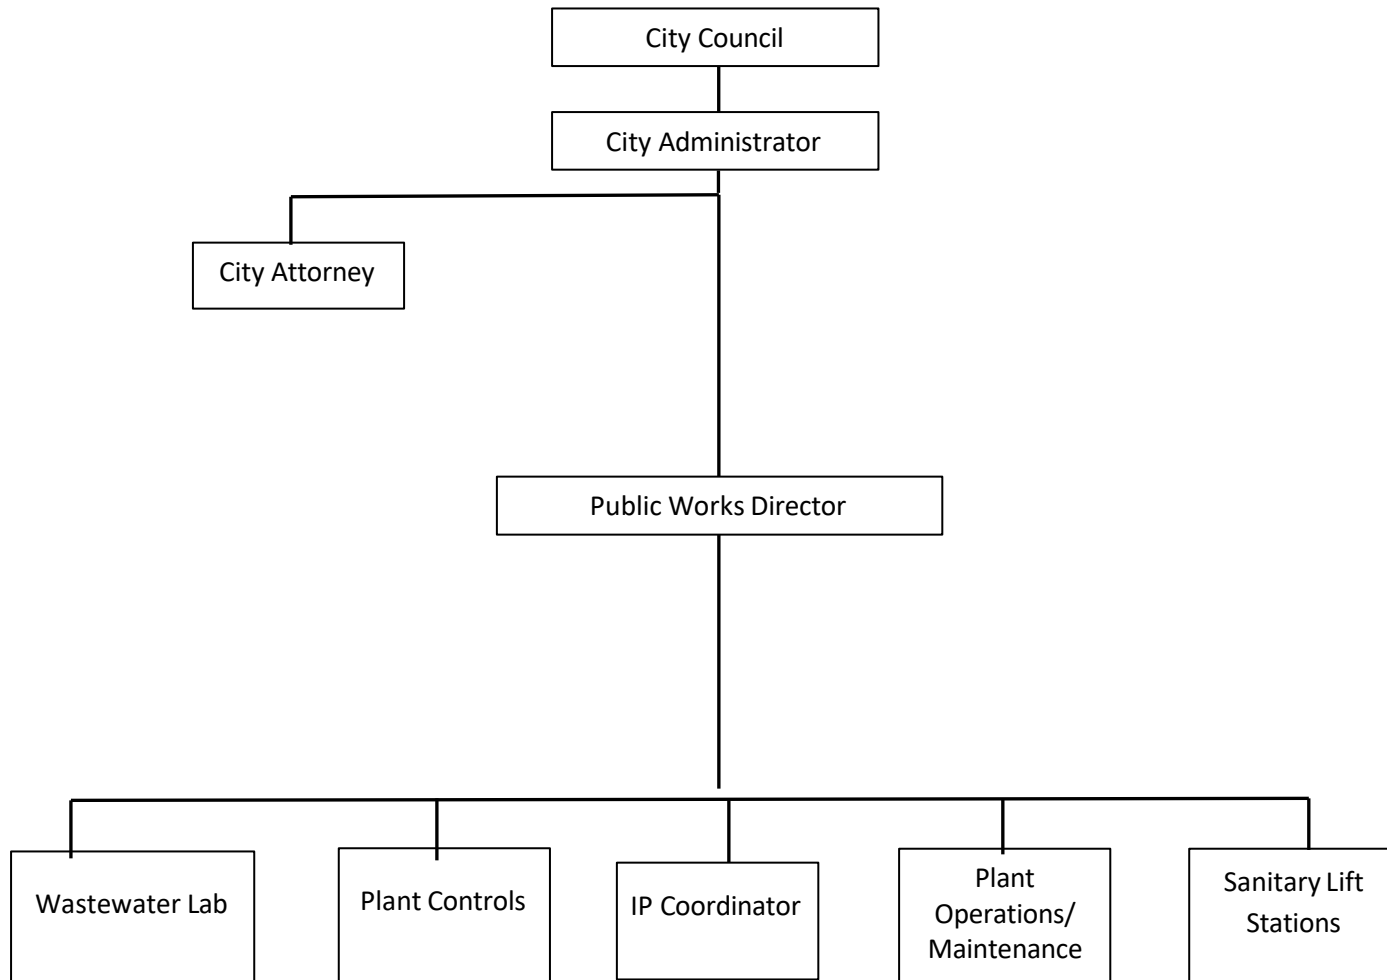 City Council
City Administrator
City Attorney
Public Works Director
Wastewater Lab
Plant Controls
IP Coordinator
Plant
Operations/
Maintenance
Sanitary Lift
Stations